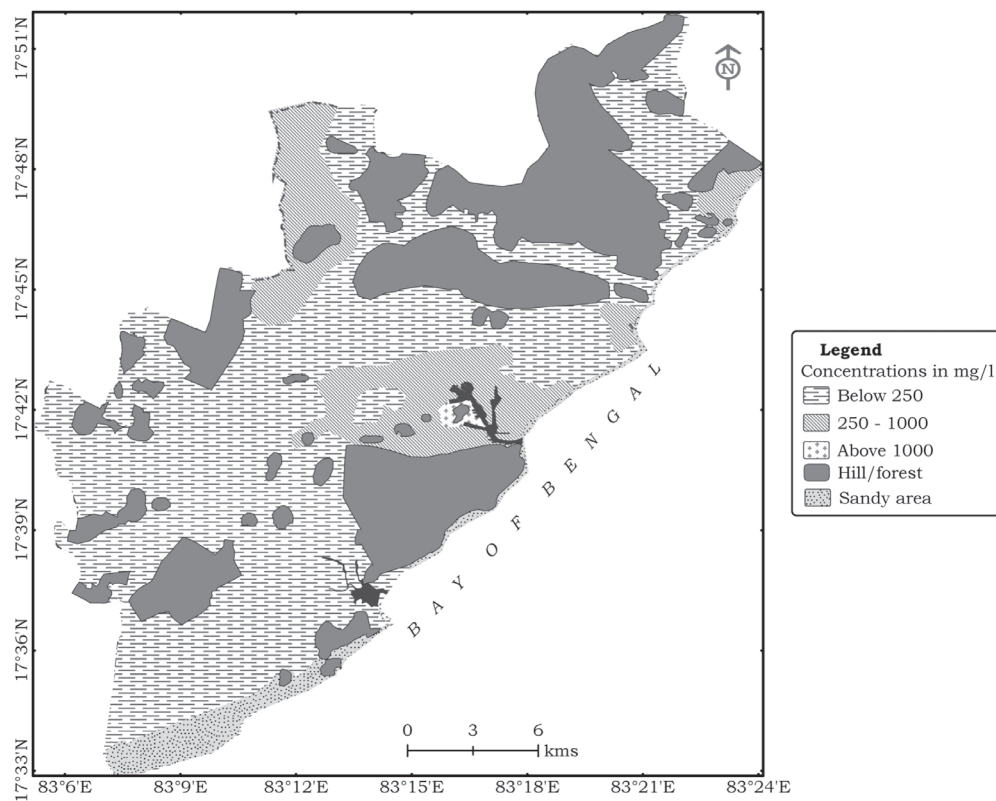 17°51'N
17°48'N
17°45'N
17°42'N
17°39'N
17°36'N
17°33'N
N
BAY OF BENGAL
0 3 6
kms
83°6'E 83°9'E 83°12'E 83°15'E 83°18'E 83°21'E 83°24'E
Legend
Concentrations in mg/l
Below 250
250 - 1000
Above 1000
Hill/forest
Sandy area